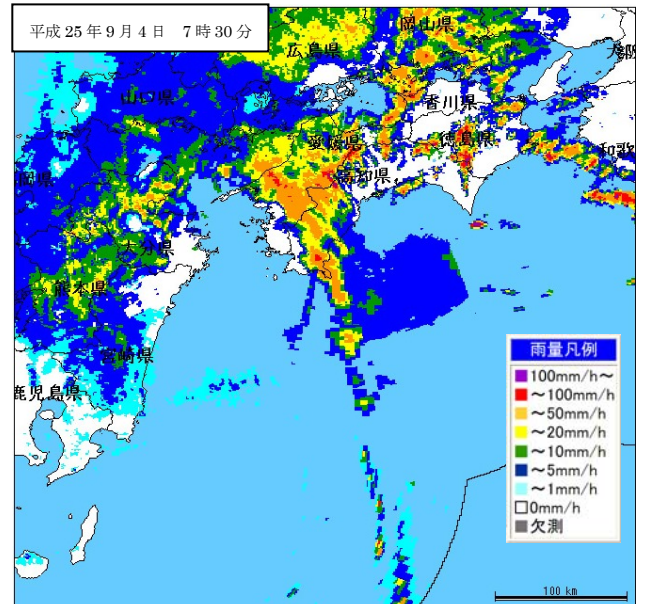 平成 25 年 9 月 4 日　7 時 30 分
岡山県
広島県
山口県
香川県
愛媛県
徳島県
和歌
高知県
岡県
大分県
熊本県
宮崎県
鹿児島県
雨量凡例
100mm/h～
～100mm/h
～50mm/h
～20mm/h
～10mm/h
～5mm/h
～1mm/h
0mm/h
欠測
100 km